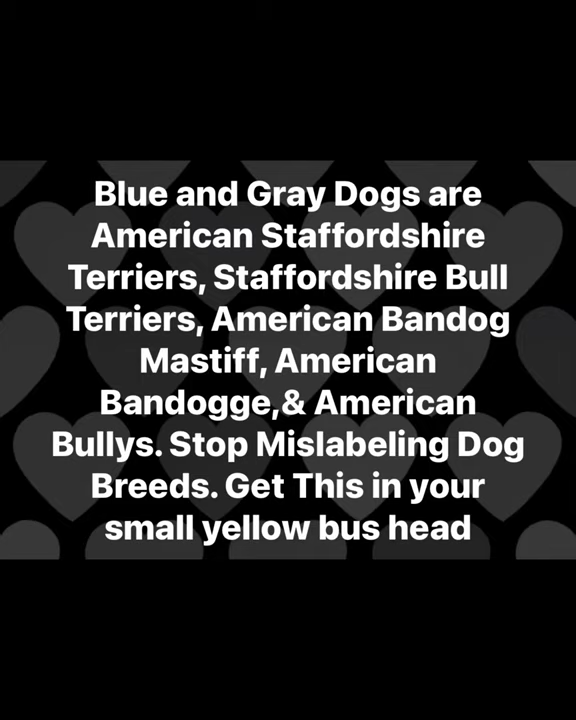 Blue and Gray Dogs are
American Staffordshire
Terriers, Staffordshire Bull
Terriers, American Bandog
Mastiff, American
Bandogge,& American
Bullys. Stop Mislabeling Dog
Breeds. Get This in your
small yellow bus head